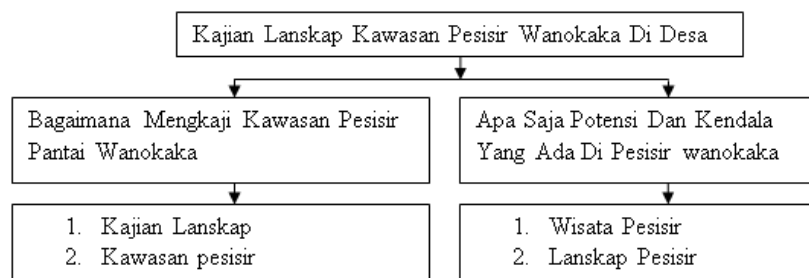 Kajian Lanskap Kawasan Pesisir Wanokaka Di Desa
Bagaimana Mengkaji Kawasan Pesisir
Pantai Wanokaka
Apa Saja Potensi Dan Kendala
Yang Ada Di Pesisir wanokaka
1. Kajian Lanskap
2. Kawasan pesisir
1. Wisata Pesisir
2. Lanskap Pesisir